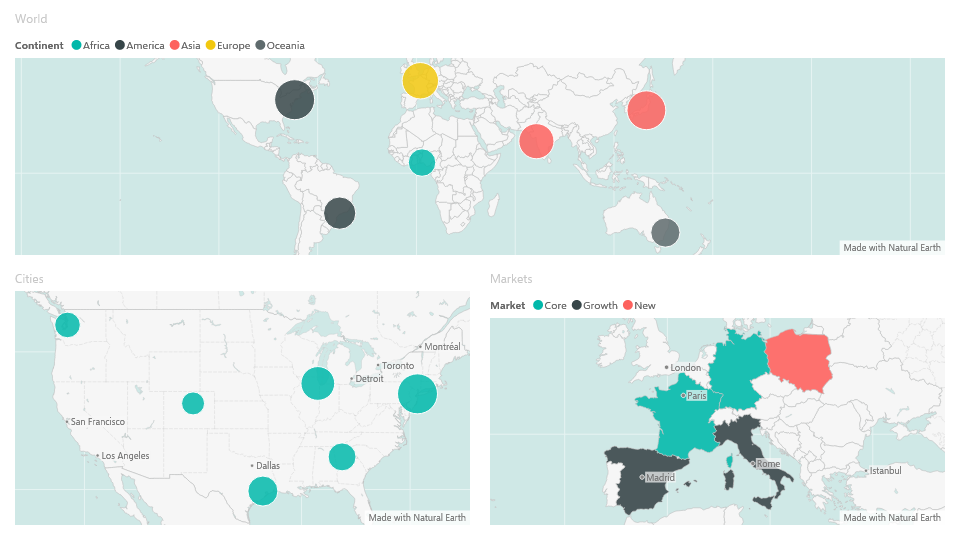 World
Continent Africa America Asia Europe Oceania
Made with Natural Earth
Cities
Montréal
Toronto
Detroit
San Francisco
Los Angeles
Dallas
Made with Natural Earth
Markets
Market Core Growth New
London
Paris
Rome
Madrid
Istanbul
Made with Natural Earth